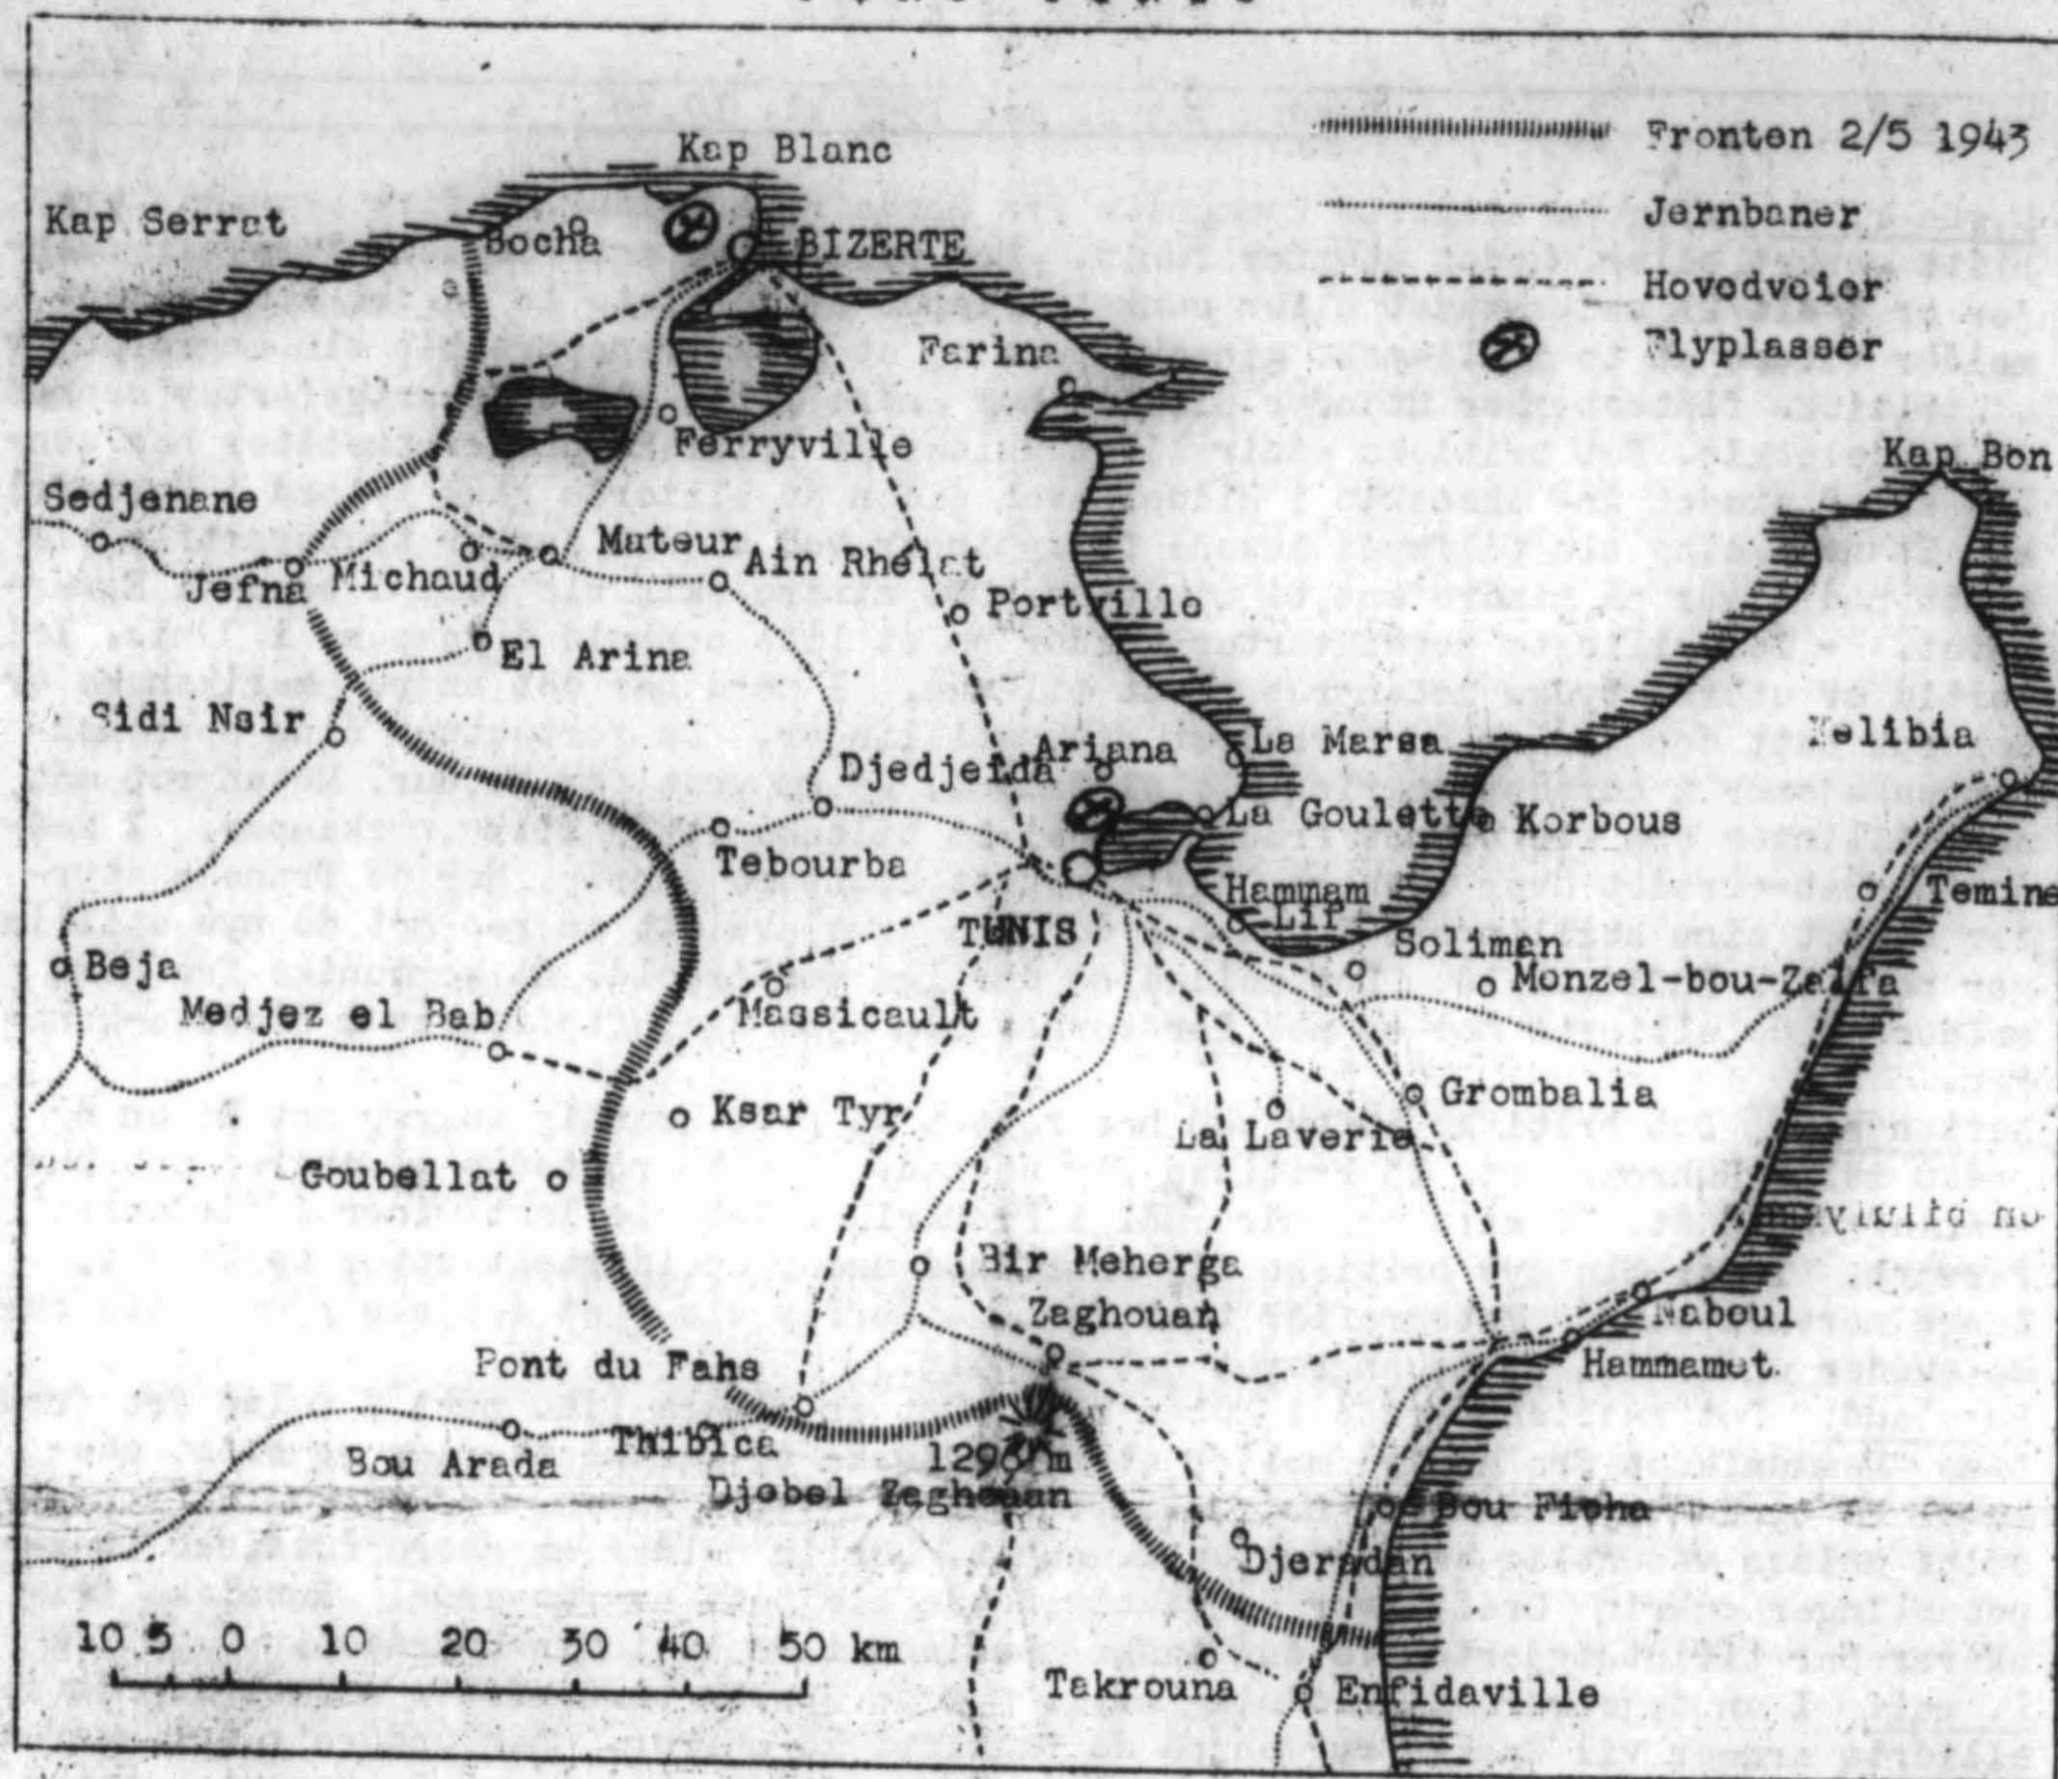 Kap Blanc
Fronten 2/5 1943
Jernbaner
Hovedveier
Flyplasser
Kap Serrat
Bocha
BIZERTE
Farina
Kap Bon
Ferryville
Sedjenane
Mateur
Ain Rhelat
Jefna
Michaud
Portville
El Arina
Sidi Nsir
La Marsa
Kelibia
Ariana
Djedjeida
La Goulette
Korbous
Tebourba
Hammam
Lif
Temine
TUNIS
Soliman
Beja
Monzel-bou-Zalfa
Medjez el Bab
Massicault
Ksar Tyr
Grombalia
La Laverie
Goubellat
Bir Meherga
Zaghouan
Naboul
Pont du Fahs
Hammamet
Thibica
Bou Arada
m
Djebel Zaghouan
Bou Ficha
Djeradan
10 5 0 10 20 30 40 50 km
Takrouna
Enfidaville